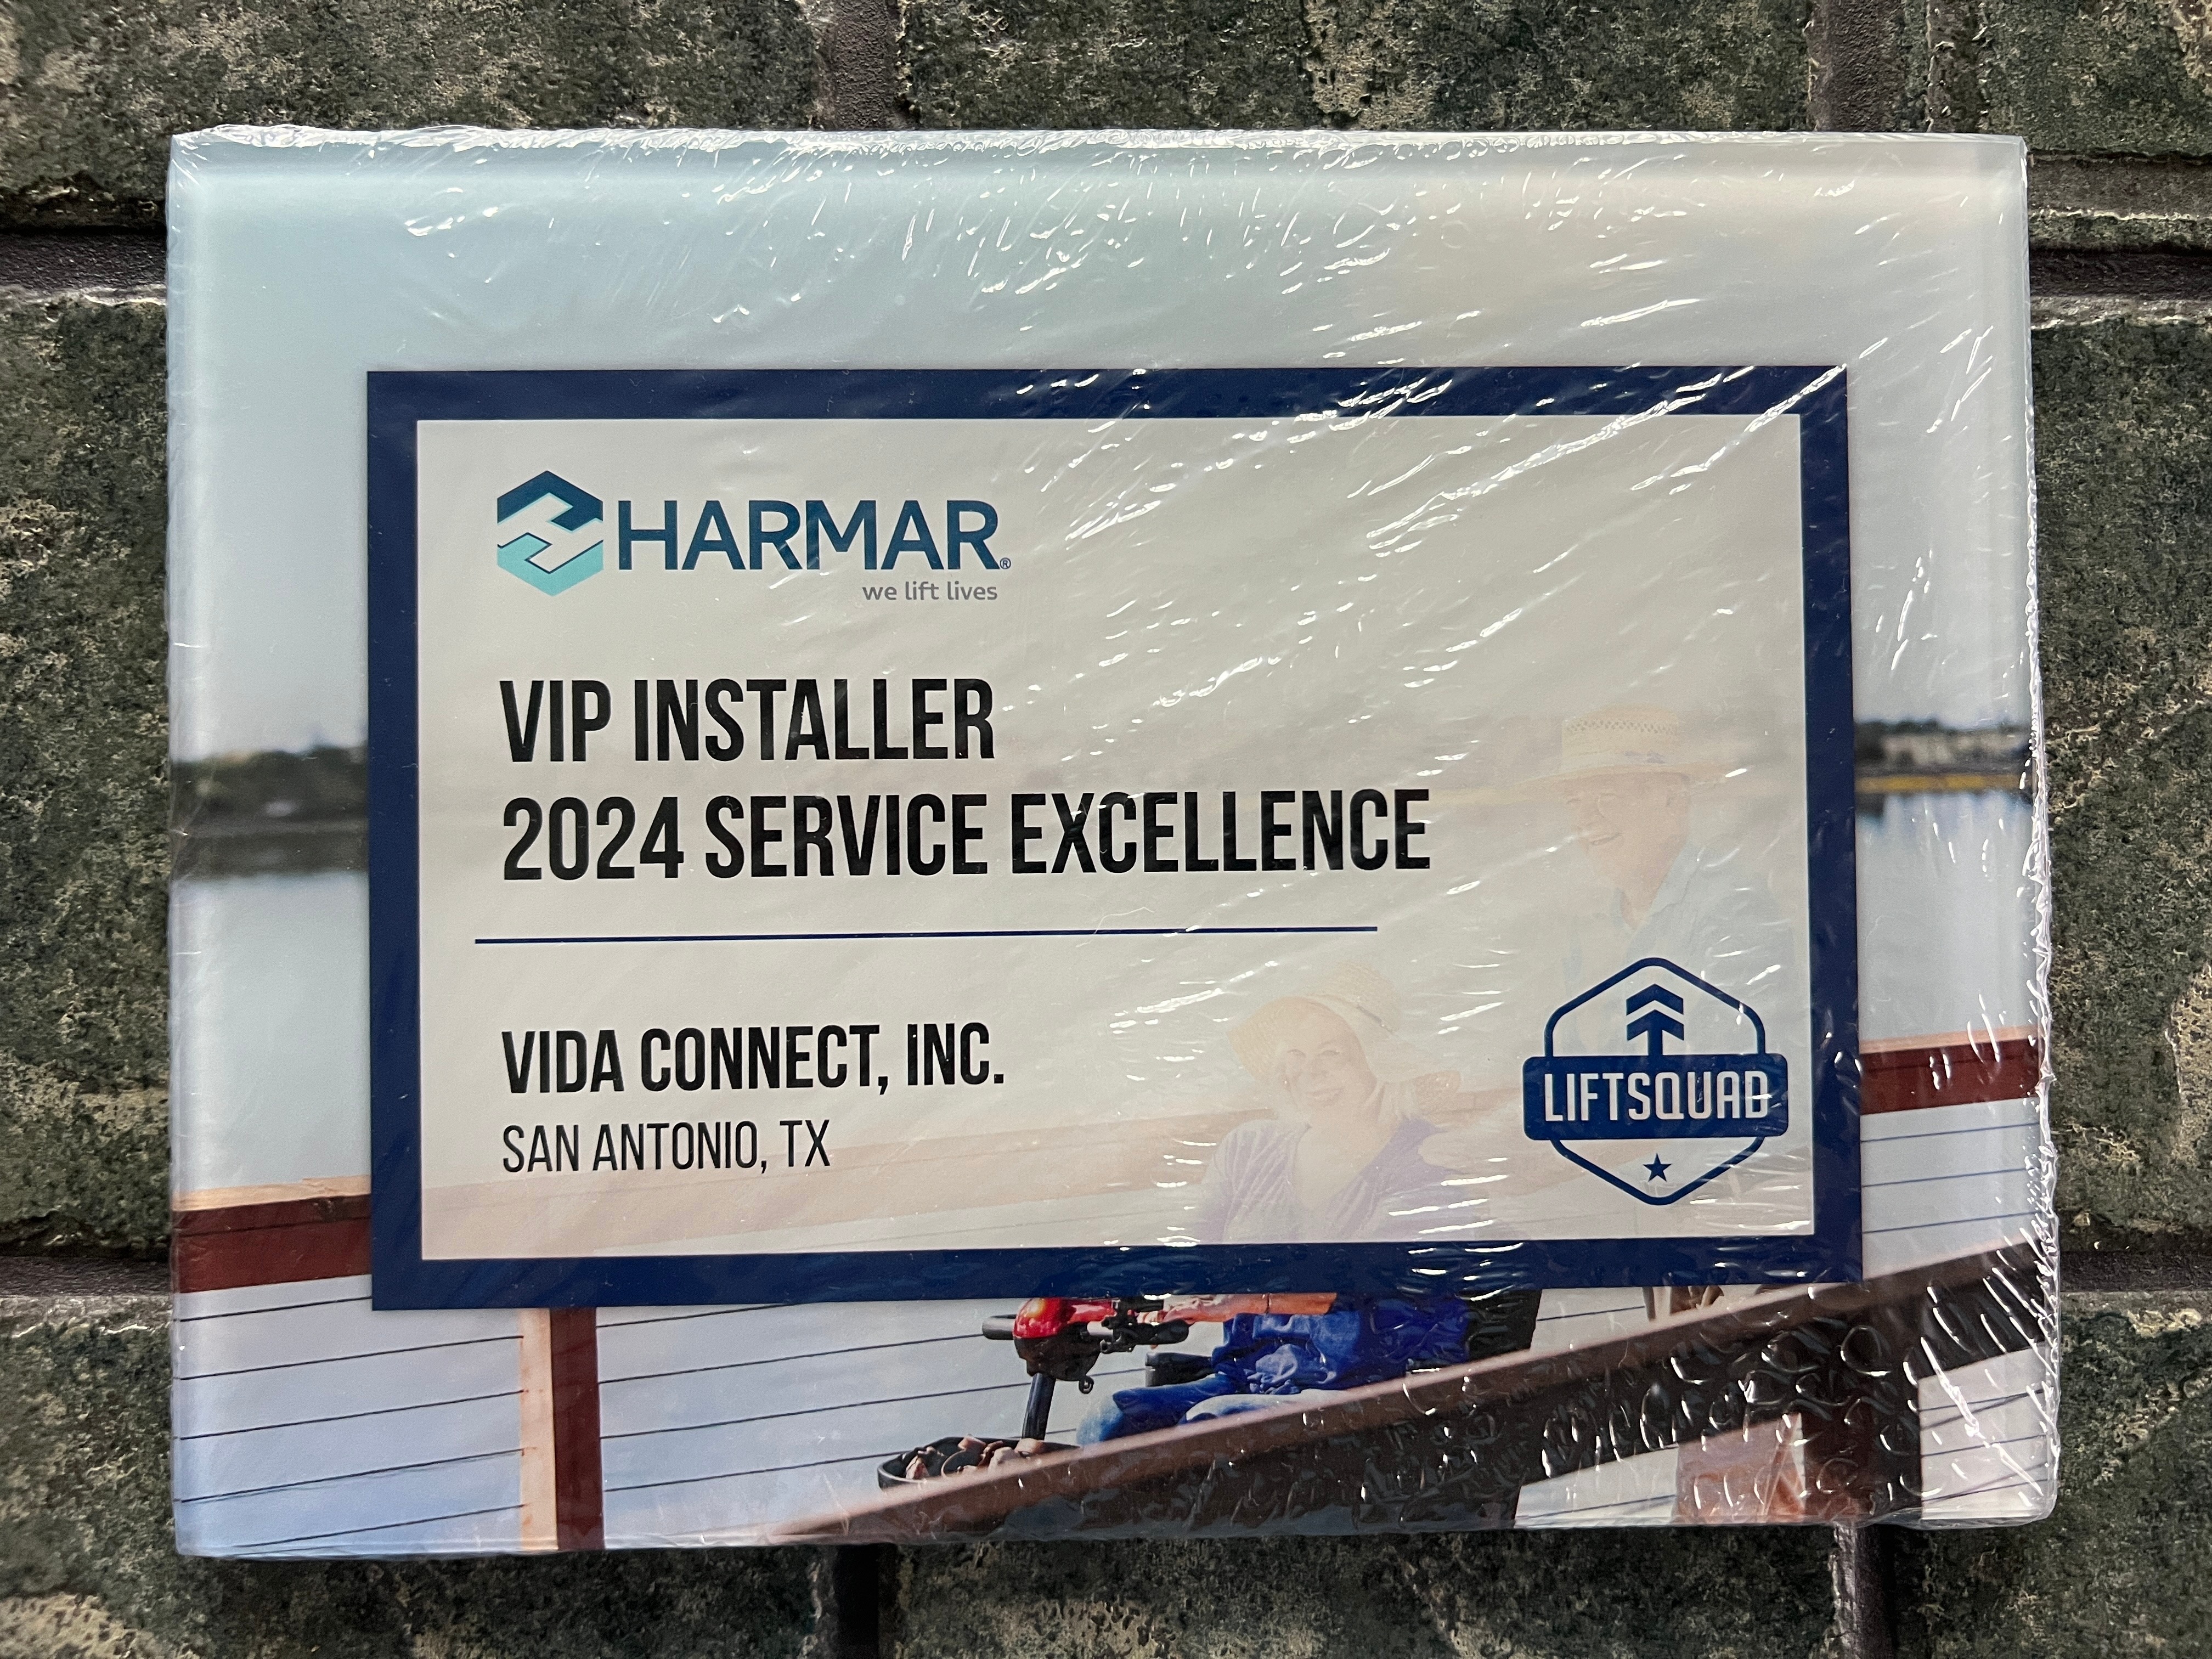 HARMAR®
we lift lives
VIP INSTALLER
2024 SERVICE EXCELLENCE
VIDA CONNECT, INC.
SAN ANTONIO, TX
LIFTSQUAD